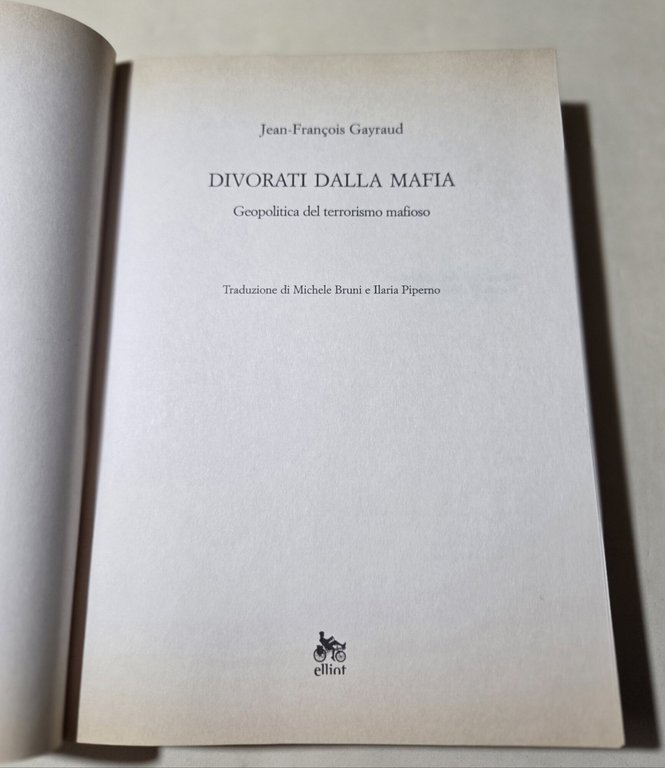 Jean-François Gayraud
DIVORATI DALLA MAFIA
Geopolitica del terrorismo mafioso
Traduzione di Michele Bruni e Ilaria Piperno
elliot